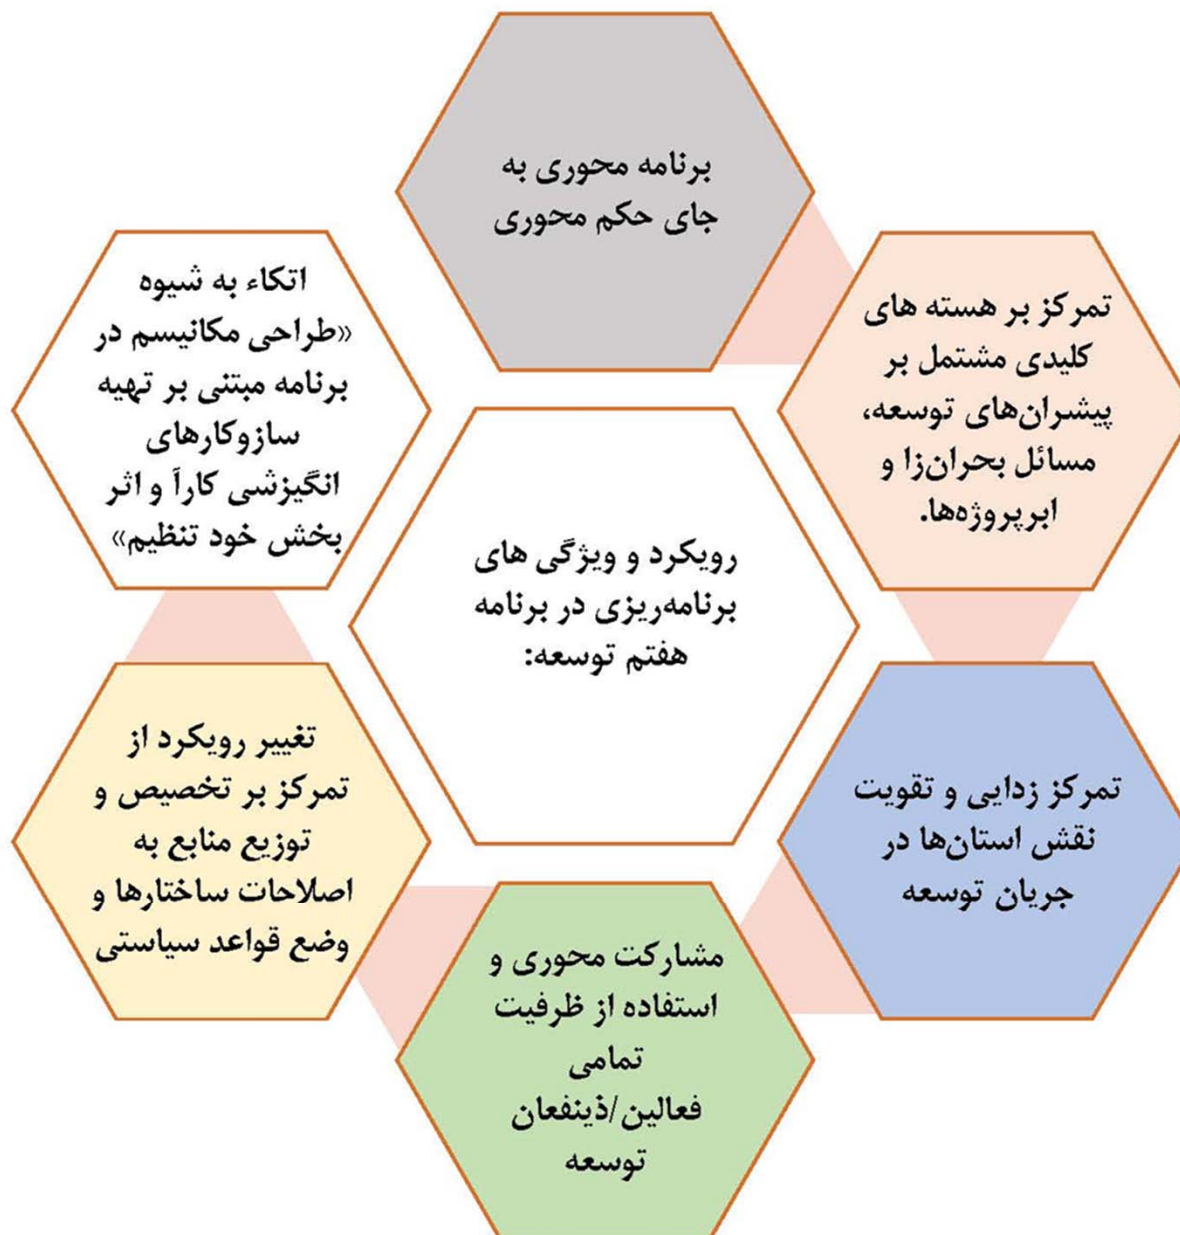 برنامه محوری به
جای حکم محوری
تمرکز بر هسته های
کلیدی مشتمل بر
پیشران‌های توسعه،
مسائل بحران‌زا و
ابرپروژه‌ها.
تمرکز زدایی و تقویت
نقش استان‌ها در
جریان توسعه
مشارکت محوری و
استفاده از ظرفیت
تمامی
فعالین/ذینفعان
توسعه
تغییر رویکرد از
تمرکز بر تخصیص و
توزیع منابع به
اصلاحات ساختارها و
وضع قواعد سیاستی
اتکاء به شیوه
«طراحی مکانیسم در
برنامه مبتنی بر تهیه
سازوکارهای
انگیزشی کارآ و اثر
بخش خود تنظیم»
رویکرد و ویژگی های
برنامه‌ریزی در برنامه
هفتم توسعه: